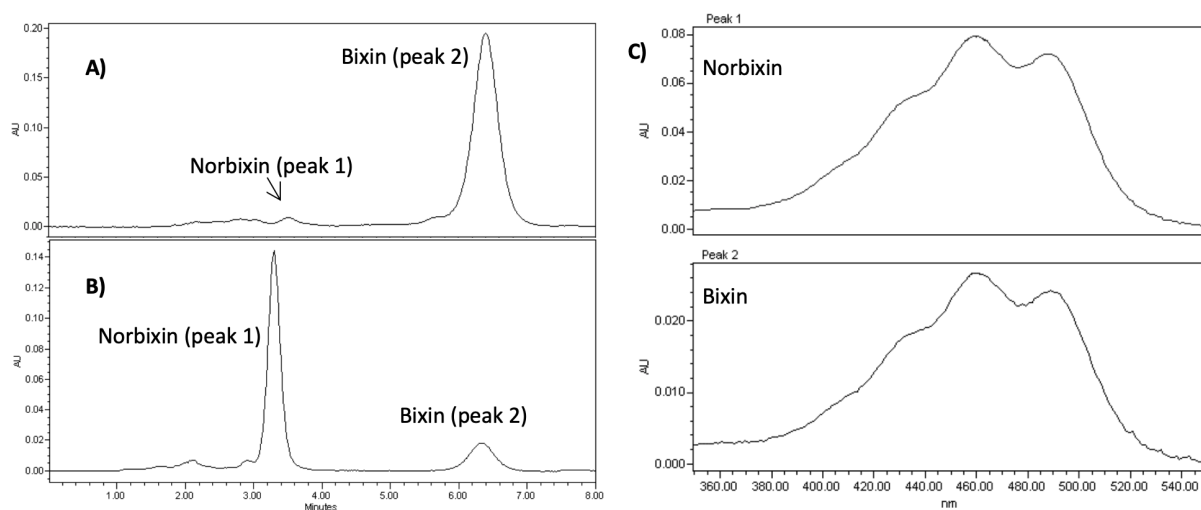 A)
Bixin (peak 2)
Norbixin (peak 1)
AU
0.20
0.15
0.10
0.05
0.00
B)
Norbixin (peak 1)
Bixin (peak 2)
AU
0.14
0.12
0.10
0.08
0.06
0.04
0.02
0.00
1.00 2.00 3.00 4.00 5.00 6.00 7.00 8.00
Minutes
C)
Peak 1
Norbixin
AU
0.08
0.06
0.04
0.02
0.00
Peak 2
Bixin
AU
0.020
0.010
0.000
360.00 400.00 420.00 440.00 460.00 480.00 500.00 520.00 540.00
nm